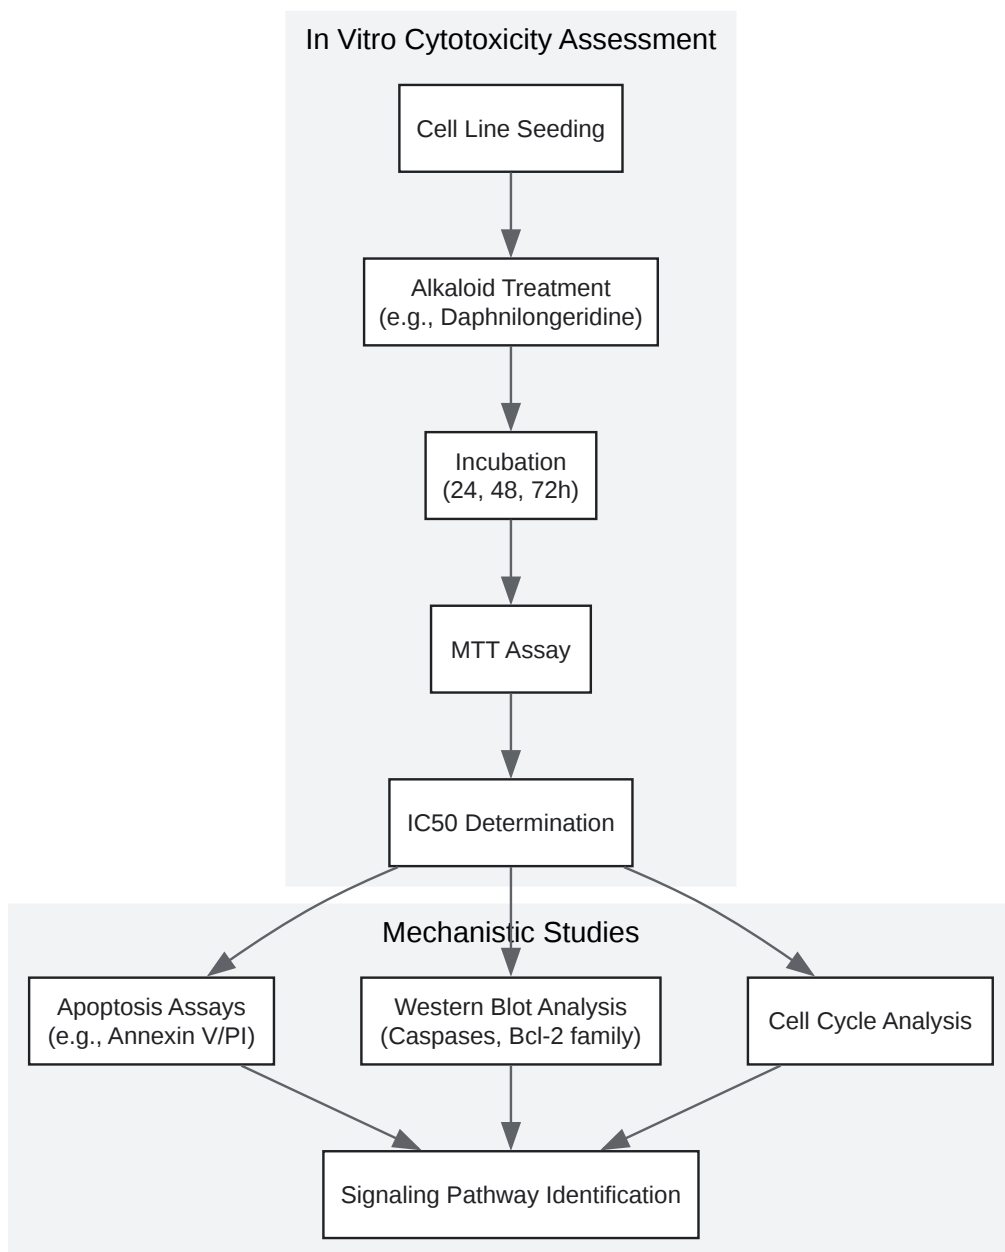 In Vitro Cytotoxicity Assessment
Cell Line Seeding
Alkaloid Treatment
(e.g., Daphnilongeridine)
Incubation
(24, 48, 72h)
MTT Assay
IC50 Determination
Mechanistic Studies
Apoptosis Assays
(e.g., Annexin V/PI)
Western Blot Analysis
(Caspases, Bcl-2 family)
Cell Cycle Analysis
Signaling Pathway Identification